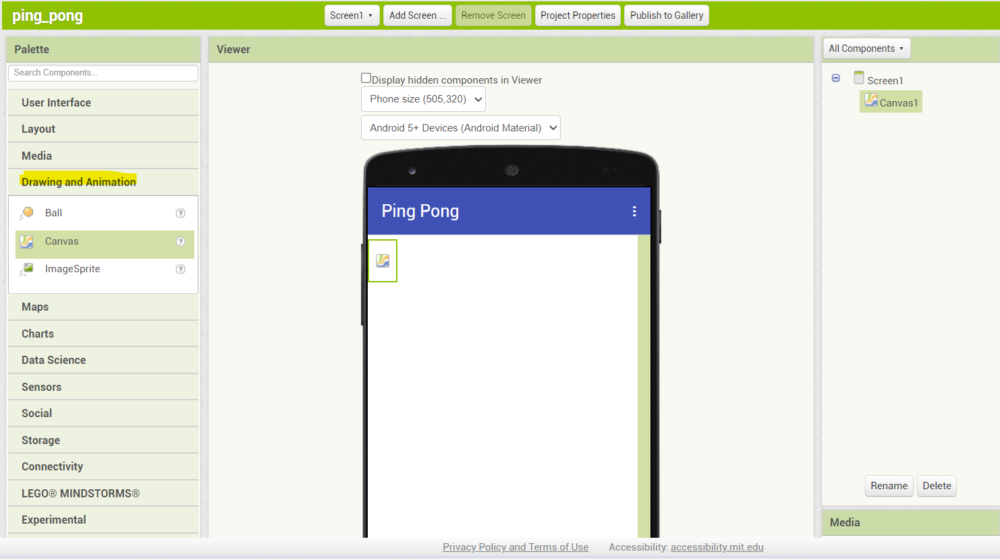 ping_pong
Screen1
Add Screen ...
Remove Screen
Project Properties
Publish to Gallery
Palette
Search Components...
User Interface
Layout
Media
Drawing and Animation
Ball
?
Canvas
?
ImageSprite
?
Maps
Charts
Data Science
Sensors
Social
Storage
Connectivity
LEGO® MINDSTORMS®
Experimental
Viewer
Display hidden components in Viewer
Phone size (505,320)
Android 5+ Devices (Android Material)
Ping Pong
All Components
Screen1
Canvas1
Rename
Delete
Media
Privacy Policy and Terms of Use
Accessibility: accessibility.mit.edu